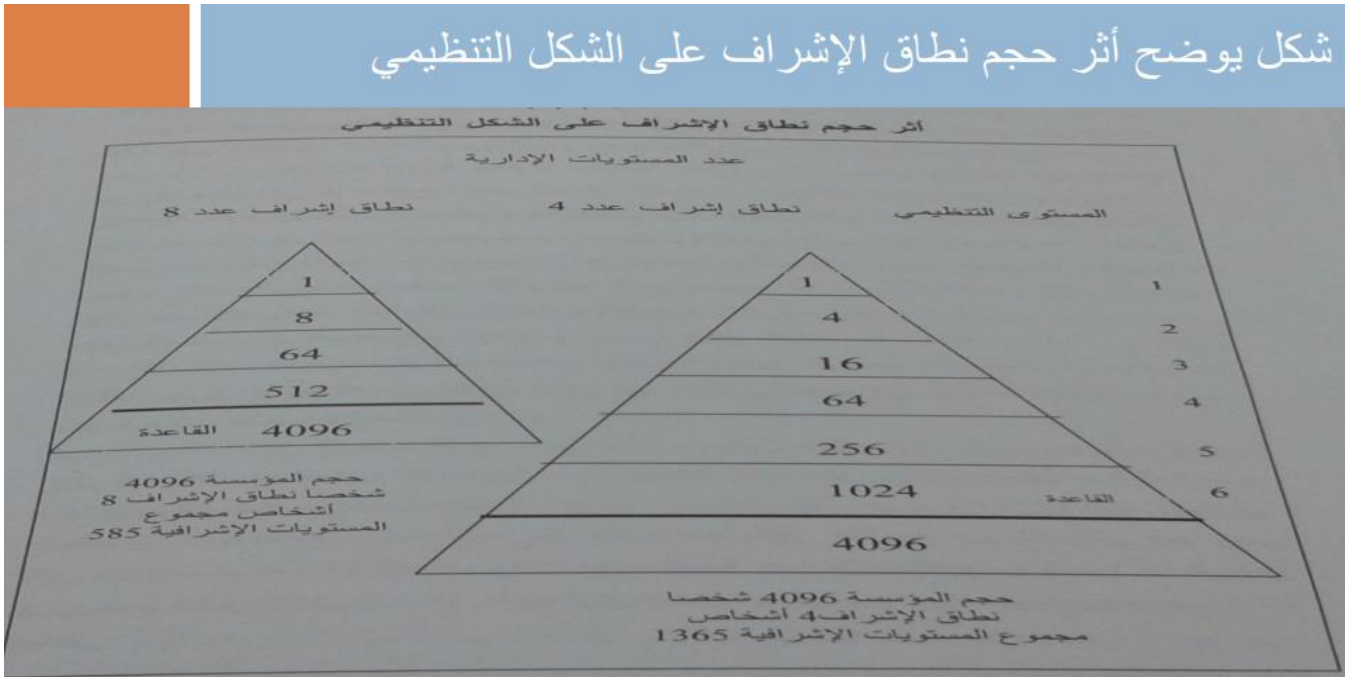 شكل يوضح أثر حجم نطاق الإشراف على الشكل التنظيمي
أثر حجم نطاق الإشراف على الشكل التنظيمي
عدد المستويات الإدارية
المستوى التنظيمي
نطاق إشراف عدد 4
نطاق إشراف عدد 8
1
2
3
4
5
6
1
4
16
64
256
1024
القاعدة
4096
حجم المؤسسة 4096 شخصا
نطاق الإشراف4 أشخاص
مجموع المستويات الإشرافية 1365
1
8
64
512
4096 القاعدة
حجم المؤسسة 4096
شخصا نطاق الإشراف 8
أشخاص مجموع
المستويات الإشرافية 585